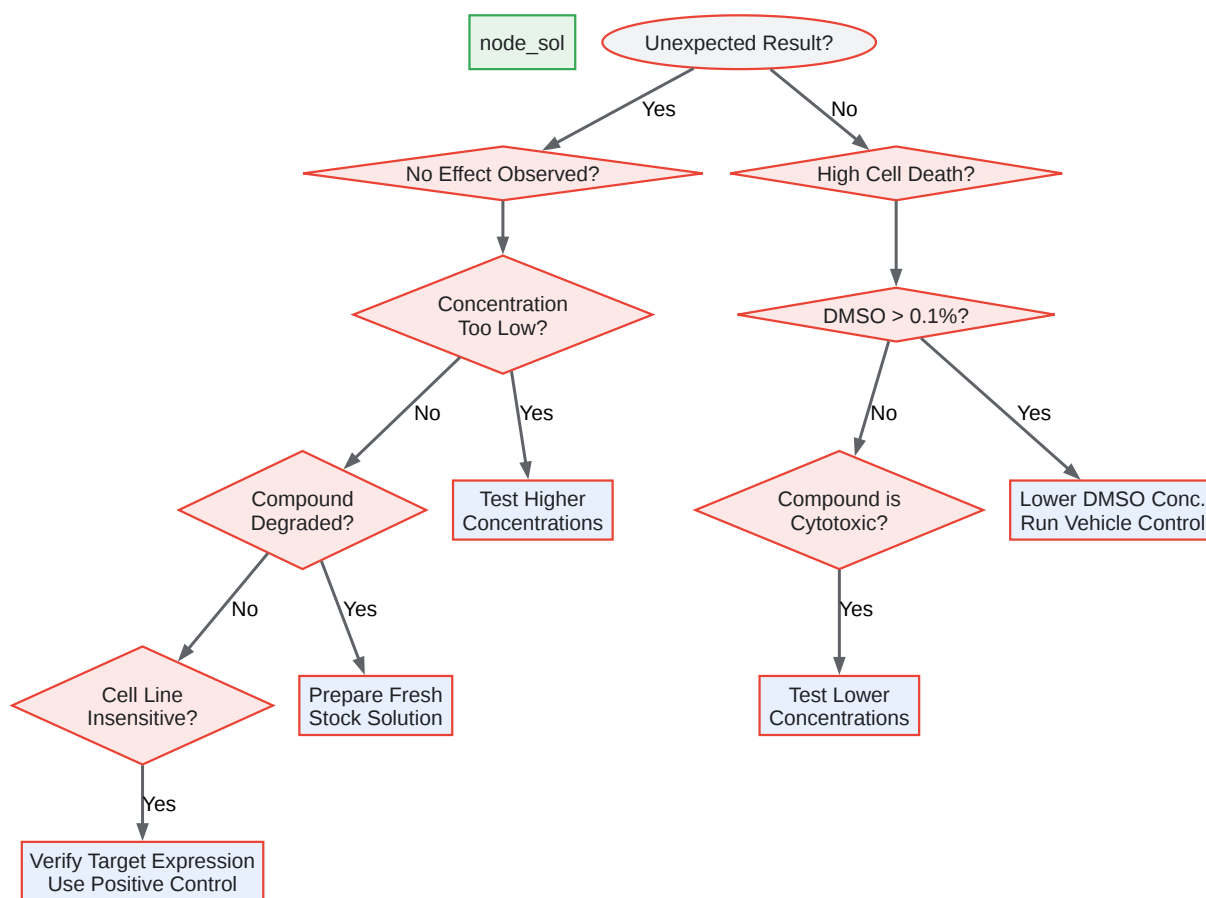 node_sol
Unexpected Result?
Yes
No
No Effect Observed?
High Cell Death?
Concentration
Too Low?
DMSO > 0.1%?
No
Yes
No
Yes
Compound
Degraded?
Test Higher
Concentrations
Compound is
Cytotoxic?
Lower DMSO Conc.
Run Vehicle Control
No
Yes
Yes
Cell Line
Insensitive?
Prepare Fresh
Stock Solution
Test Lower
Concentrations
Yes
Verify Target Expression
Use Positive Control